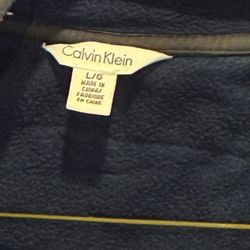 Calvin Klein
L/G
MADE IN
CHINA/
FABRIQUÉ
EN CHINE